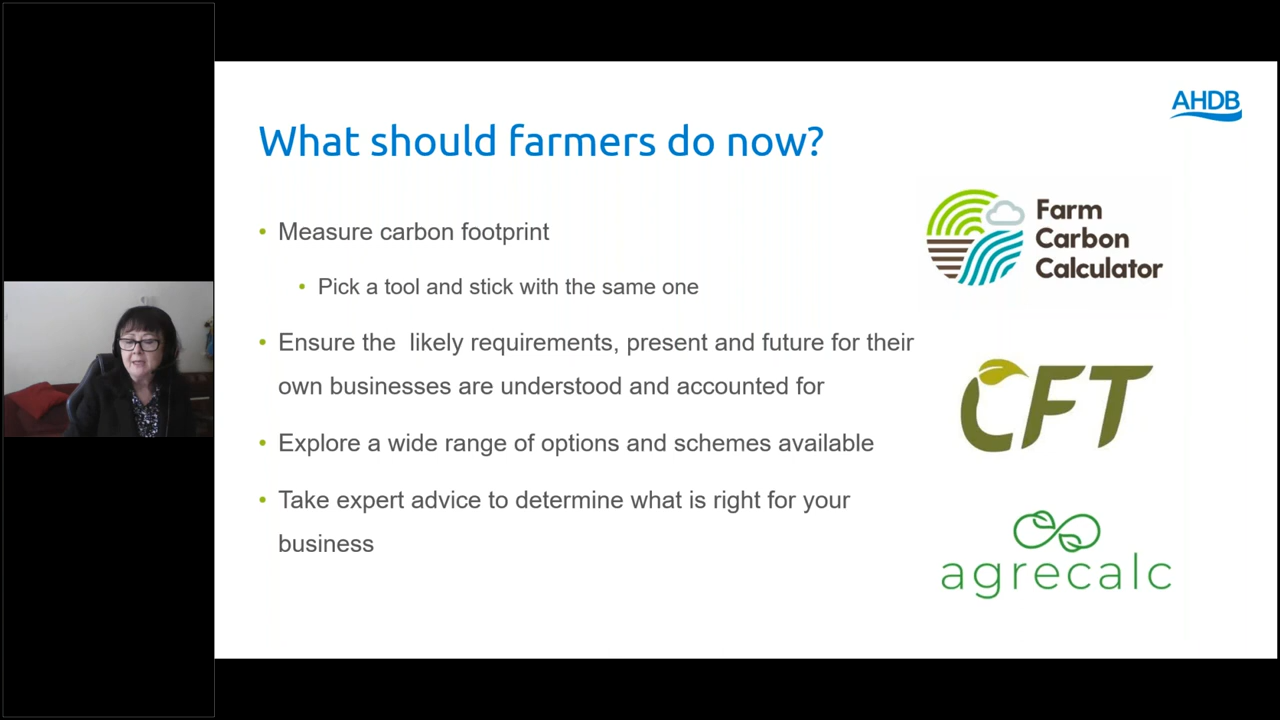 AHDB
What should farmers do now?
• Measure carbon footprint
• Pick a tool and stick with the same one
• Ensure the  likely requirements, present and future for their
own businesses are understood and accounted for
• Explore a wide range of options and schemes available
• Take expert advice to determine what is right for your
business
Farm
Carbon
Calculator
CFT
agrecalc